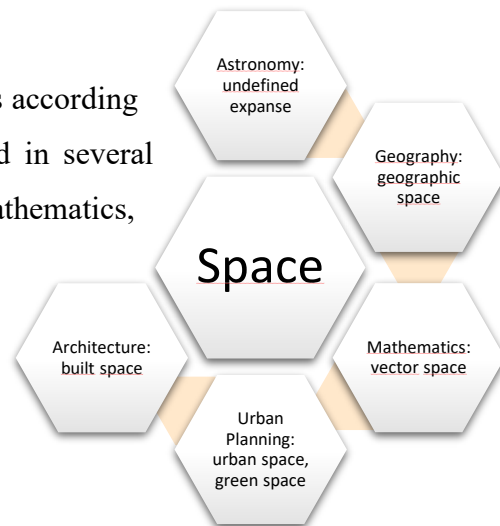 s according
d in several
athematics,
Astronomy:
undefined
expanse
Geography:
geographic
space
Space
Mathematics:
vector space
Architecture:
built space
Urban
Planning:
urban space,
green space